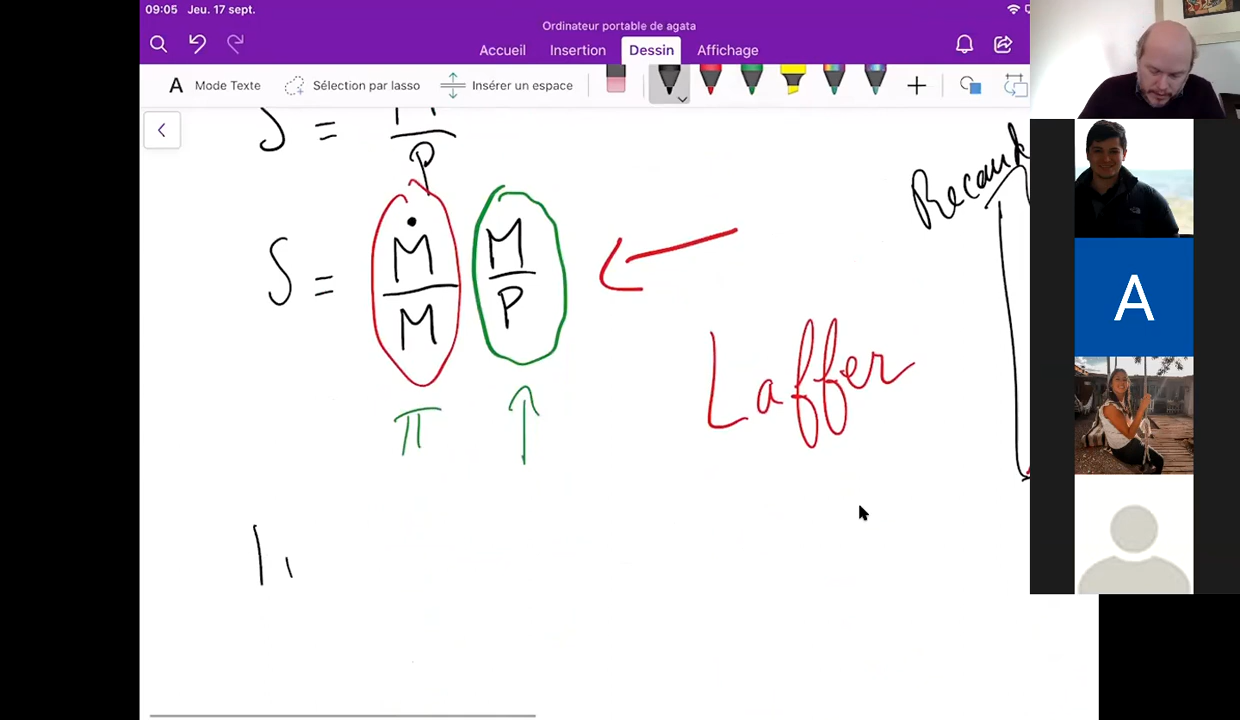 09:05 Jeu. 17 sept.
Ordinateur portable de agata
Accueil Insertion Dessin Affichage
A Mode Texte Sélection par lasso Insérer un espace
S = M
P
S = Ṁ M
M P
π ↑
Laffer
A